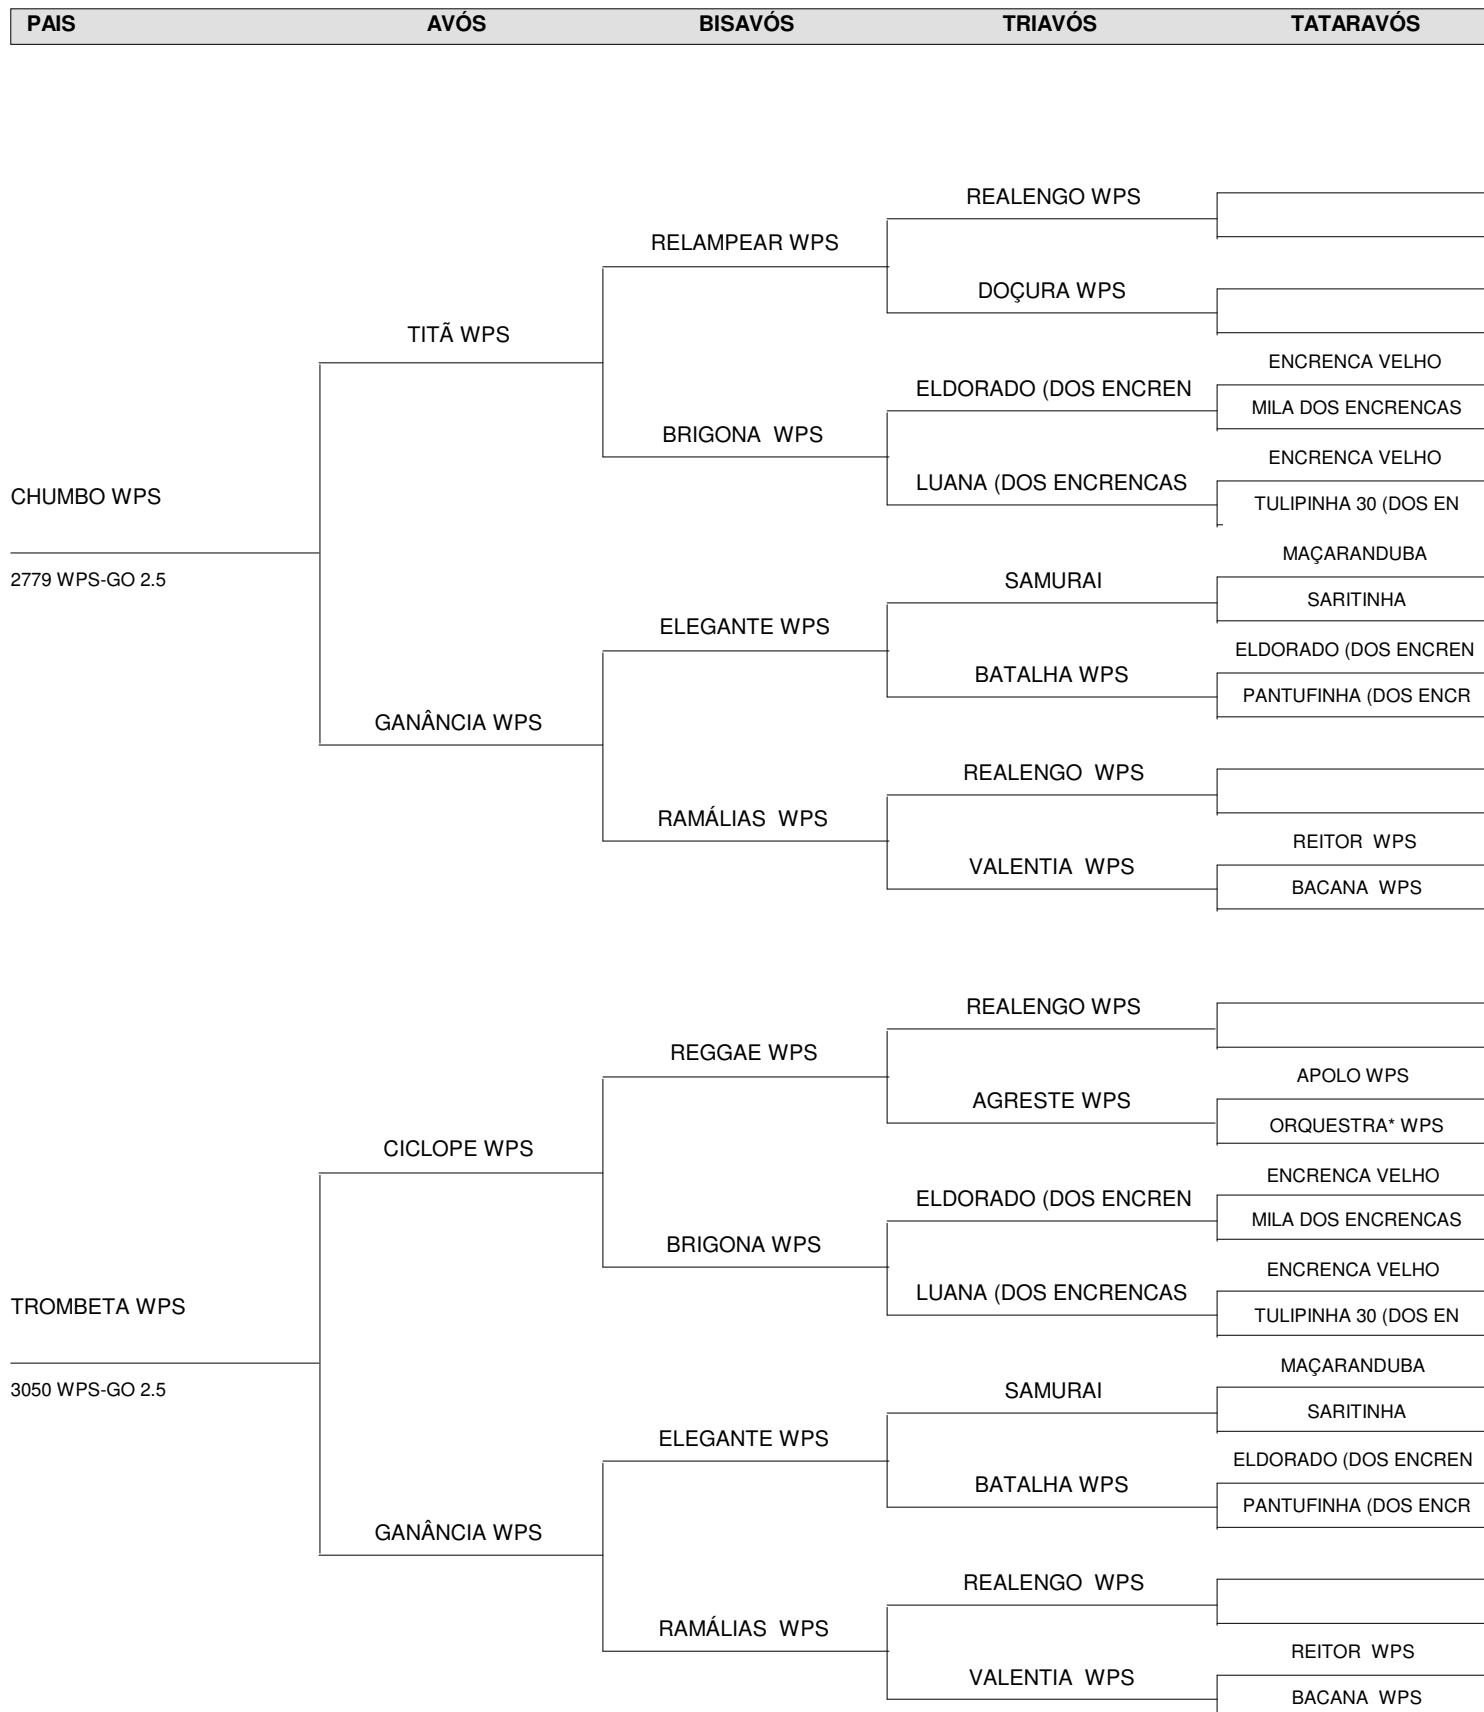 PAIS AVÓS BISAVÓS TRIAVÓS TATARAVÓS
REALENGO WPS
RELAMPEAR WPS
DOÇURA WPS
TITÃ WPS
ENCRENCA VELHO
ELDORADO (DOS ENCREN
MILA DOS ENCRENCAS
BRIGONA WPS
ENCRENCA VELHO
LUANA (DOS ENCRENCAS
TULIPINHA 30 (DOS EN
CHUMBO WPS
2779 WPS-GO 2.5
MAÇARANDUBA
SAMURAI
SARITINHA
ELEGANTE WPS
ELDORADO (DOS ENCREN
BATALHA WPS
PANTUFINHA (DOS ENCR
GANÂNCIA WPS
REALENGO WPS
RAMÁLIAS WPS
REITOR WPS
VALENTIA WPS
BACANA WPS
REALENGO WPS
REGGAE WPS
APOLO WPS
AGRESTE WPS
ORQUESTRA* WPS
CICLOPE WPS
ENCRENCA VELHO
ELDORADO (DOS ENCREN
MILA DOS ENCRENCAS
BRIGONA WPS
ENCRENCA VELHO
LUANA (DOS ENCRENCAS
TULIPINHA 30 (DOS EN
TROMBETA WPS
3050 WPS-GO 2.5
MAÇARANDUBA
SAMURAI
SARITINHA
ELEGANTE WPS
ELDORADO (DOS ENCREN
BATALHA WPS
PANTUFINHA (DOS ENCR
GANÂNCIA WPS
REALENGO WPS
RAMÁLIAS WPS
REITOR WPS
VALENTIA WPS
BACANA WPS